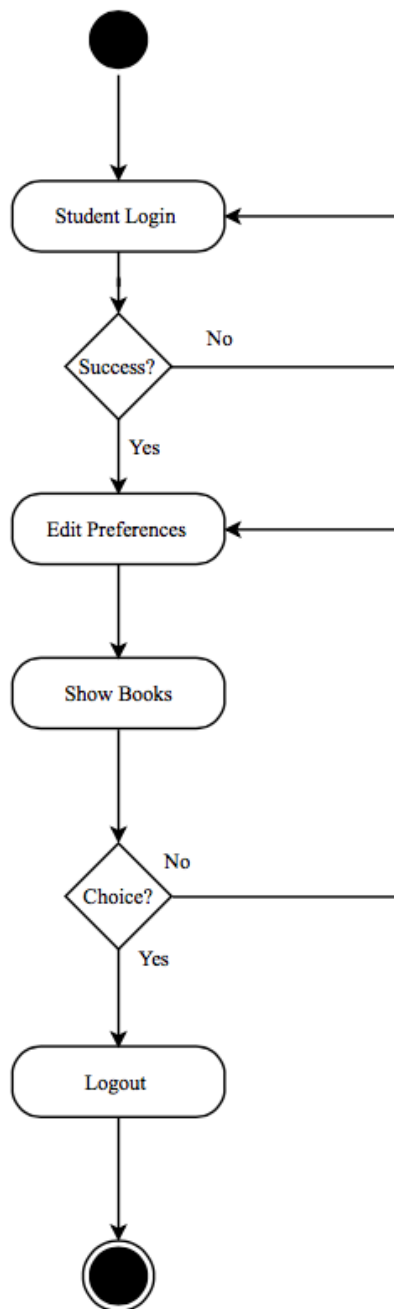 Student Login
Success?
No
Yes
Edit Preferences
Show Books
No
Choice?
Yes
Logout